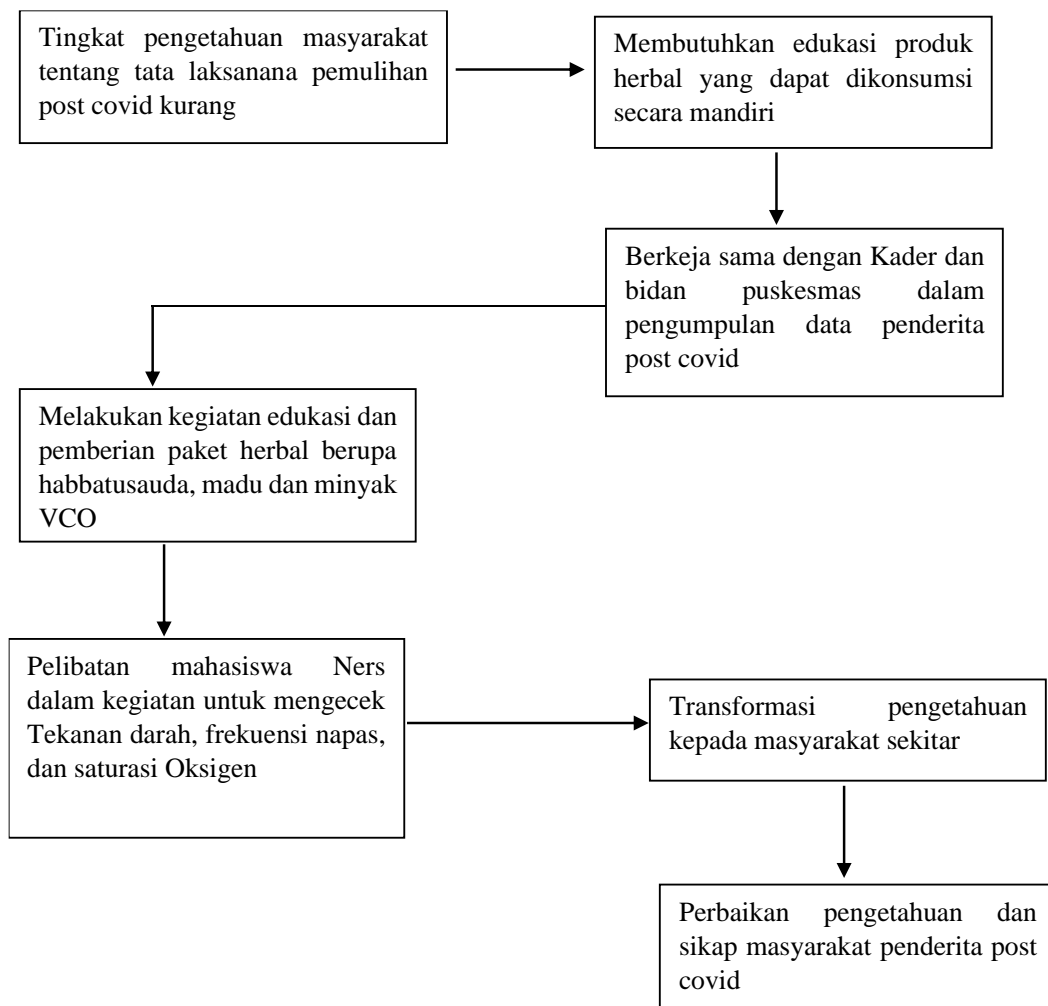 Tingkat pengetahuan masyarakat
tentang tata laksanana pemulihan
post covid kurang
Membutuhkan edukasi produk
herbal yang dapat dikonsumsi
secara mandiri
Berkeja sama dengan Kader dan
bidan puskesmas dalam
pengumpulan data penderita
post covid
Melakukan kegiatan edukasi dan
pemberian paket herbal berupa
habbatusauda, madu dan minyak
VCO
Pelibatan mahasiswa Ners
dalam kegiatan untuk mengecek
Tekanan darah, frekuensi napas,
dan saturasi Oksigen
Transformasi pengetahuan
kepada masyarakat sekitar
Perbaikan pengetahuan dan
sikap masyarakat penderita post
covid